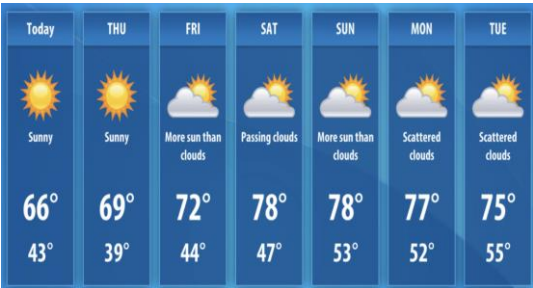 Today THU FRI SAT SUN MON TUE
Sunny Sunny More sun than Passing clouds More sun than Scattered Scattered
clouds clouds clouds clouds
66° 69° 72° 78° 78° 77° 75°
43° 39° 44° 47° 53° 52° 55°